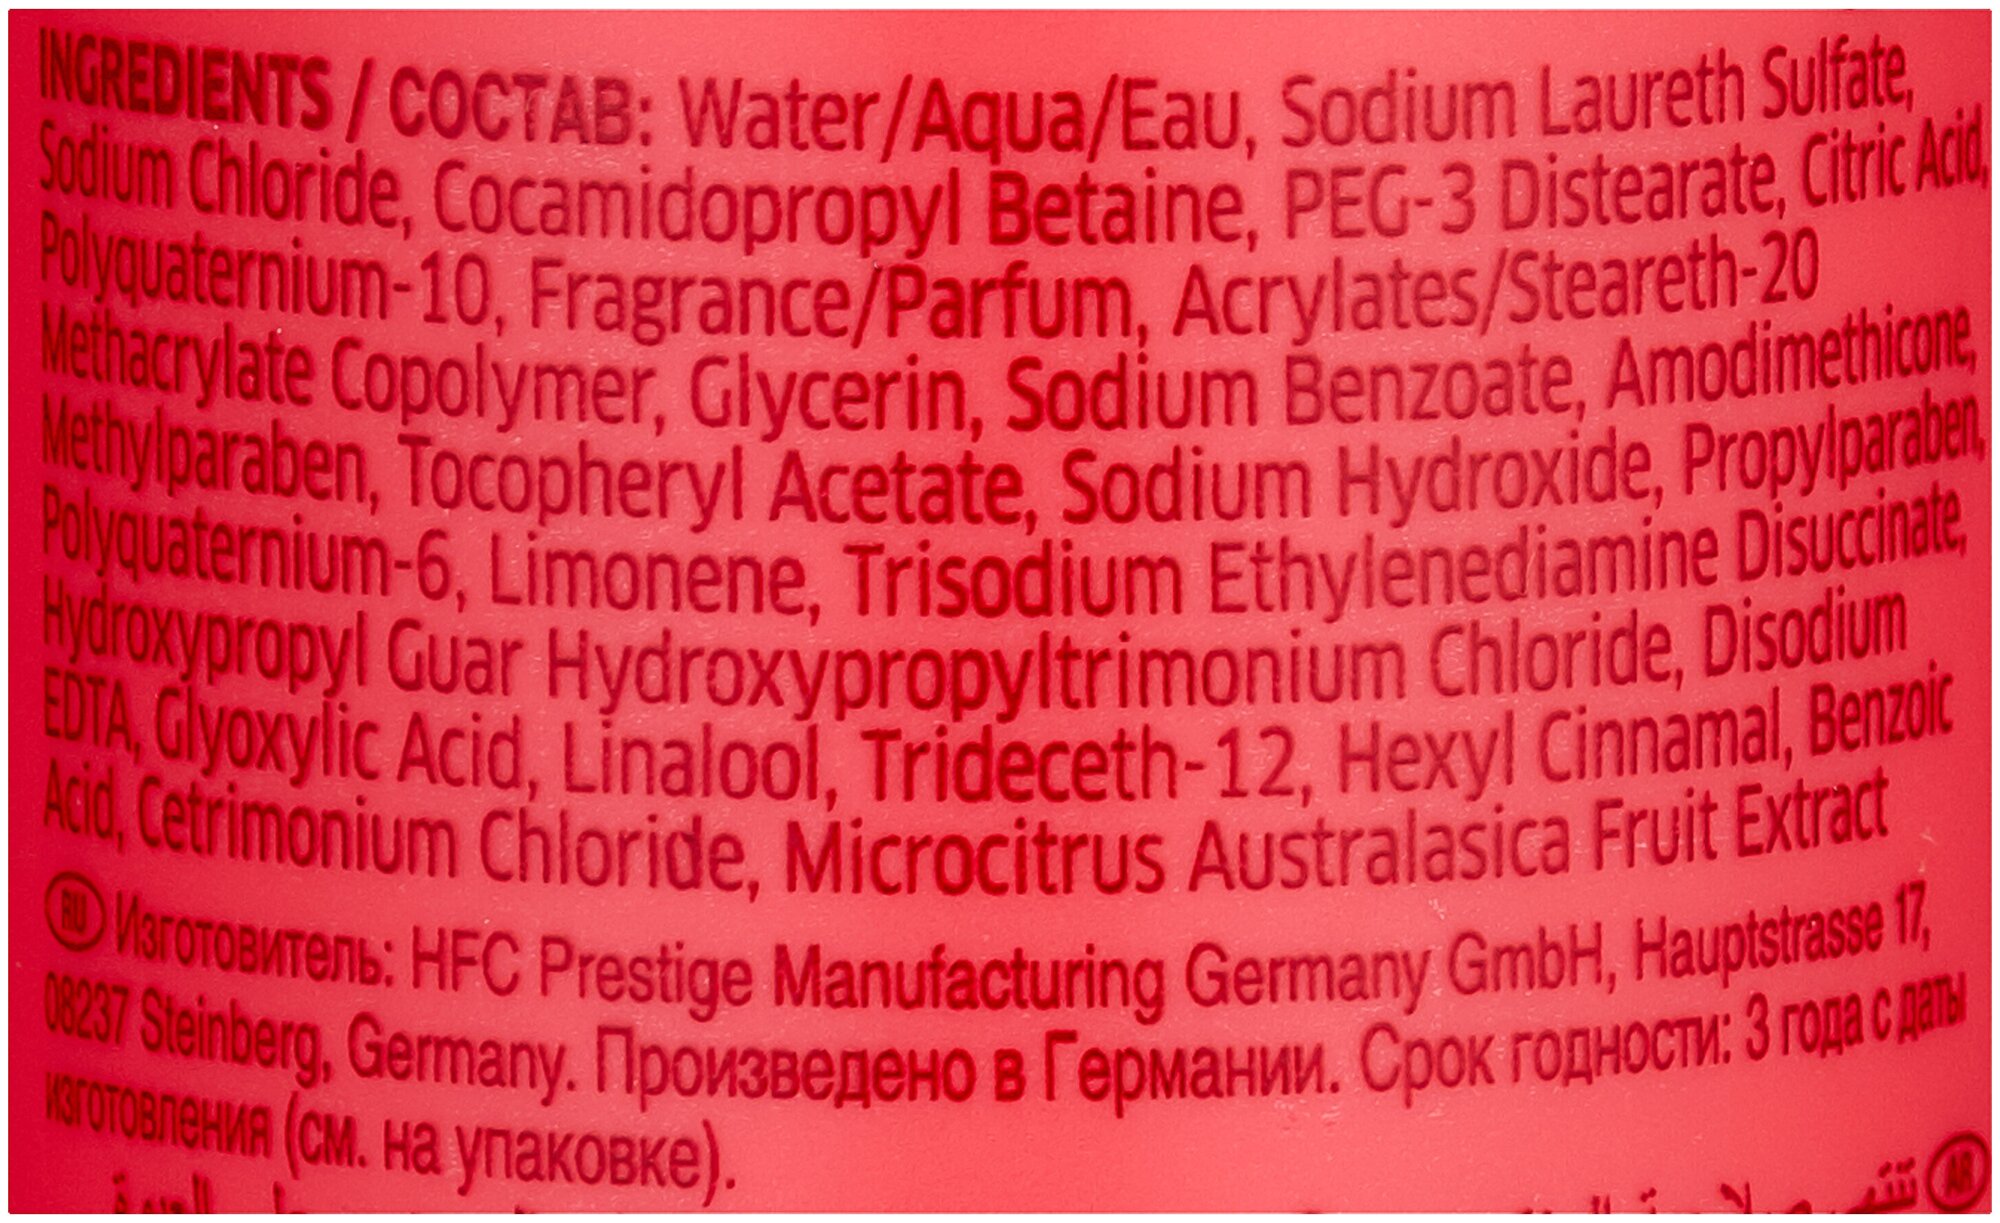 INGREDIENTS / СОСТАВ: Water/Aqua/Eau, Sodium Laureth Sulfate,
Sodium Chloride, Cocamidopropyl Betaine, PEG-3 Distearate, Citric Acid,
Polyquaternium-10, Fragrance/Parfum, Acrylates/Steareth-20
Methacrylate Copolymer, Glycerin, Sodium Benzoate, Amodimethicone,
Methylparaben, Tocopheryl Acetate, Sodium Hydroxide, Propylparaben,
Polyquaternium-6, Limonene, Trisodium Ethylenediamine Disuccinate,
Hydroxypropyl Guar Hydroxypropyltrimonium Chloride, Disodium
EDTA, Glyoxylic Acid, Linalool, Trideceth-12, Hexyl Cinnamal, Benzoic
Acid, Cetrimonium Chloride, Microcitrus Australasica Fruit Extract
RU Изготовитель: HFC Prestige Manufacturing Germany GmbH, Hauptstrasse 17,
08237 Steinberg, Germany. Произведено в Германии. Срок годности: 3 года с даты
изготовления (см. на упаковке).
AR